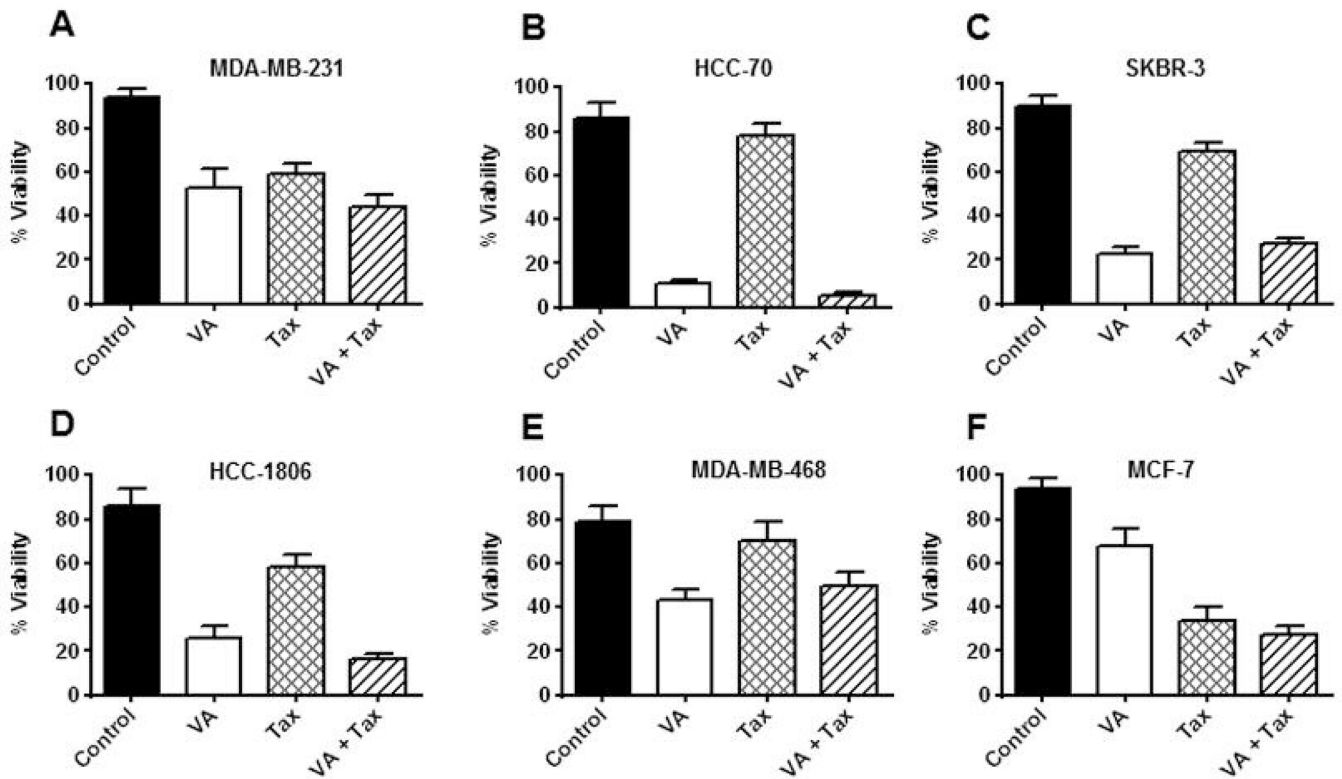 A
MDA-MB-231
% Viability
100
80
60
40
20
0
Control
VA
Tax
VA + Tax
B
HCC-70
% Viability
100
80
60
40
20
0
Control
VA
Tax
VA + Tax
C
SKBR-3
% Viability
100
80
60
40
20
0
Control
VA
Tax
VA + Tax
D
HCC-1806
% Viability
100
80
60
40
20
0
Control
VA
Tax
VA + Tax
E
MDA-MB-468
% Viability
100
80
60
40
20
0
Control
VA
Tax
VA + Tax
F
MCF-7
% Viability
100
80
60
40
20
0
Control
VA
Tax
VA + Tax